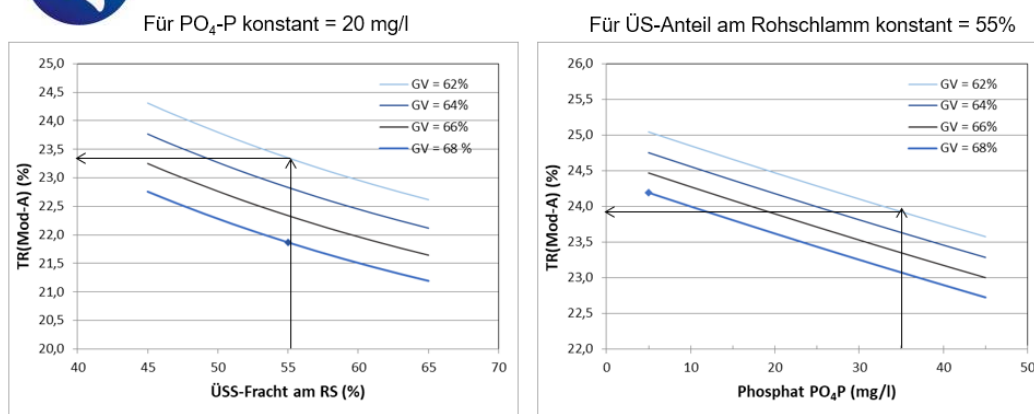 Für PO₄-P konstant = 20 mg/l
25,0
24,5
24,0
23,5
23,0
22,5
22,0
21,5
21,0
20,5
20,0
TR(Mod-A) (%)
GV = 62%
GV = 64%
GV = 66%
GV = 68 %
40
45
50
55
60
65
70
ÜSS-Fracht am RS (%)
Für ÜS-Anteil am Rohschlamm konstant = 55%
26,0
25,5
25,0
24,5
24,0
23,5
23,0
22,5
22,0
TR(Mod-A) (%)
GV = 62%
GV = 64%
GV = 66%
GV = 68%
0
10
20
30
40
50
Phosphat PO₄P (mg/l)